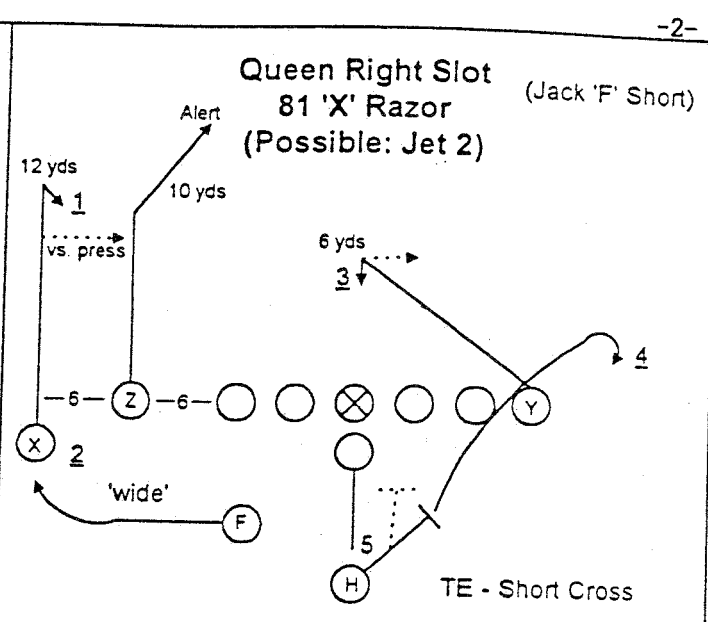 -2-
Queen Right Slot
(Jack 'F' Short)
81 'X' Razor
(Possible: Jet 2)
Alert
12 yds
1
10 yds
vs. press
6 yds
3
4
-6- Z -6-
Y
X
2
'wide'
F
5
H
TE - Short Cross